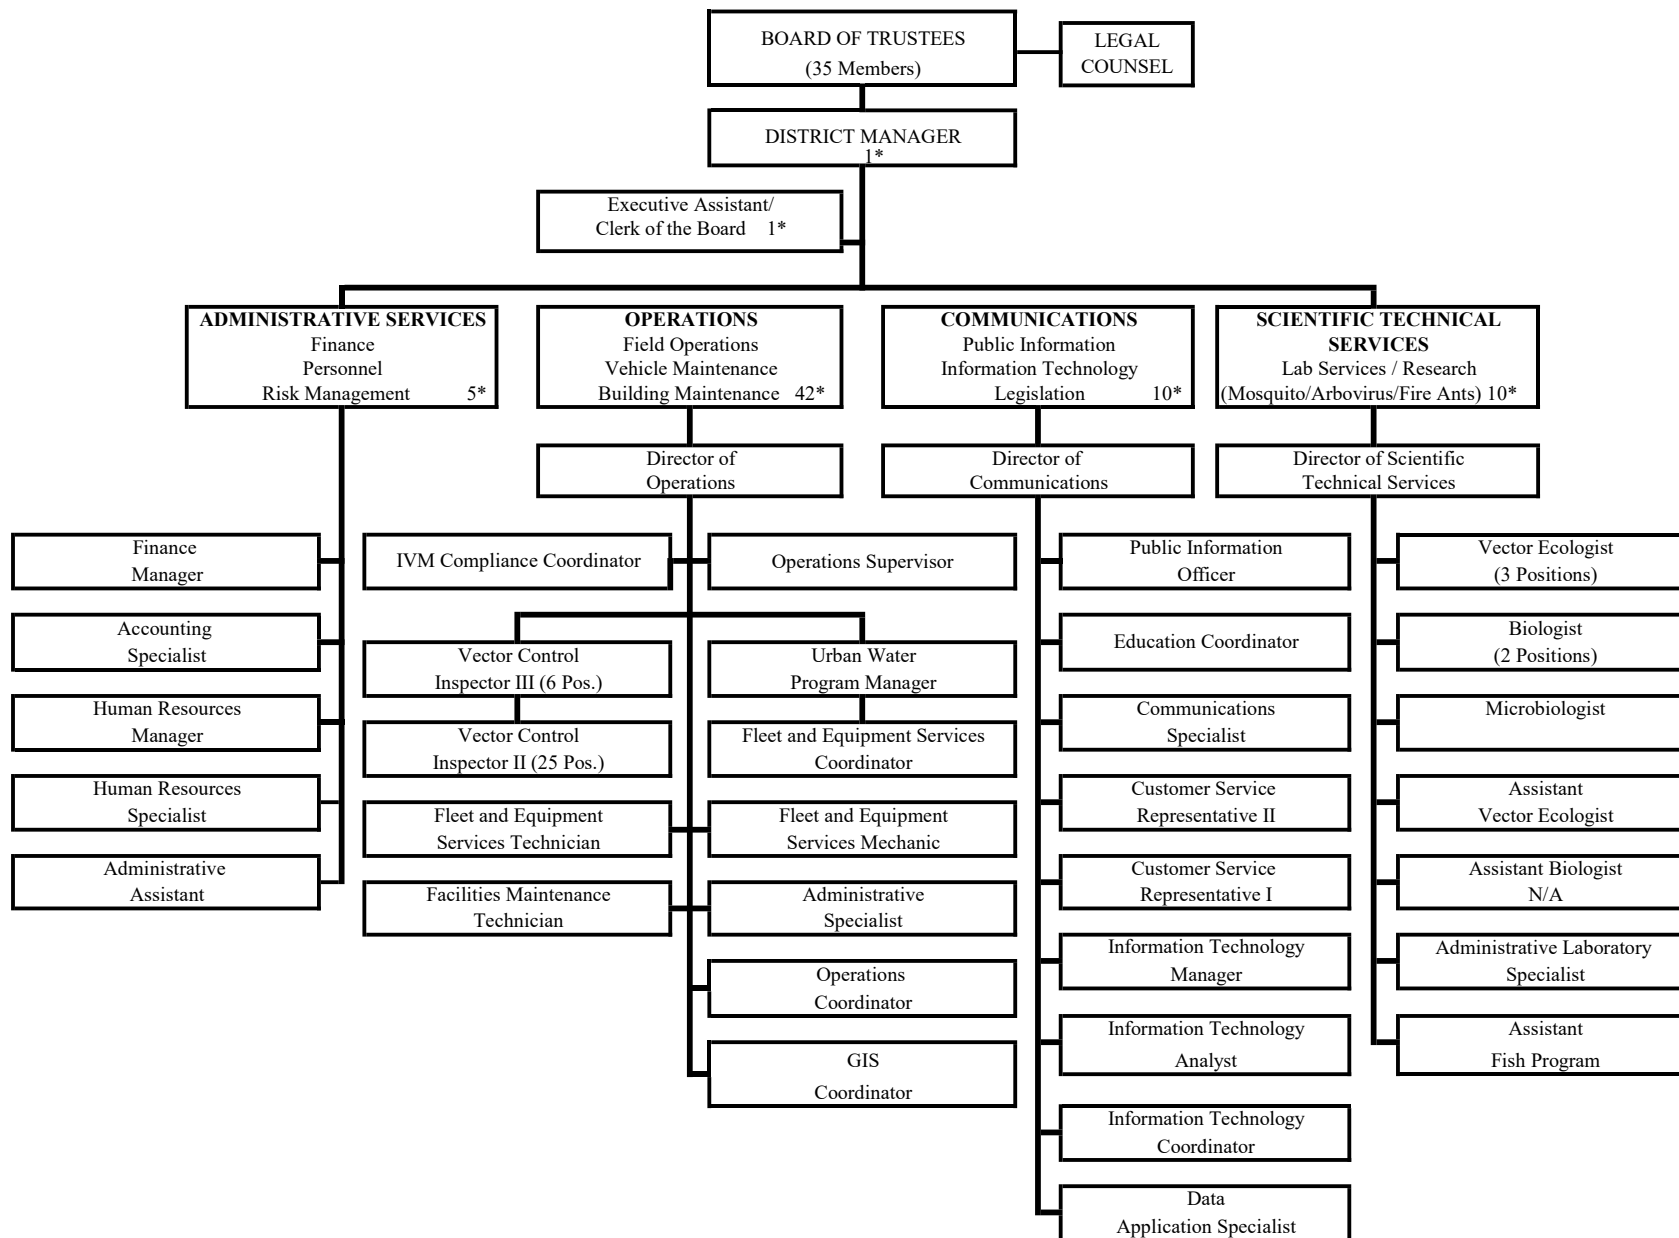 BOARD OF TRUSTEES
(35 Members)
LEGAL
COUNSEL
DISTRICT MANAGER
1*
Executive Assistant/
Clerk of the Board 1*
ADMINISTRATIVE SERVICES
Finance
Personnel
Risk Management 5*
OPERATIONS
Field Operations
Vehicle Maintenance
Building Maintenance 42*
COMMUNICATIONS
Public Information
Information Technology
Legislation 10*
SCIENTIFIC TECHNICAL
SERVICES
Lab Services / Research
(Mosquito/Arbovirus/Fire Ants) 10*
Director of
Operations
Director of
Communications
Director of Scientific
Technical Services
Finance
Manager
Accounting
Specialist
Human Resources
Manager
Human Resources
Specialist
Administrative
Assistant
IVM Compliance Coordinator
Operations Supervisor
Vector Control
Inspector III (6 Pos.)
Urban Water
Program Manager
Vector Control
Inspector II (25 Pos.)
Fleet and Equipment Services
Coordinator
Fleet and Equipment
Services Technician
Fleet and Equipment
Services Mechanic
Facilities Maintenance
Technician
Administrative
Specialist
Operations
Coordinator
GIS
Coordinator
Public Information
Officer
Education Coordinator
Communications
Specialist
Customer Service
Representative II
Customer Service
Representative I
Information Technology
Manager
Information Technology
Analyst
Information Technology
Coordinator
Data
Application Specialist
Vector Ecologist
(3 Positions)
Biologist
(2 Positions)
Microbiologist
Assistant
Vector Ecologist
Assistant Biologist
N/A
Administrative Laboratory
Specialist
Assistant
Fish Program